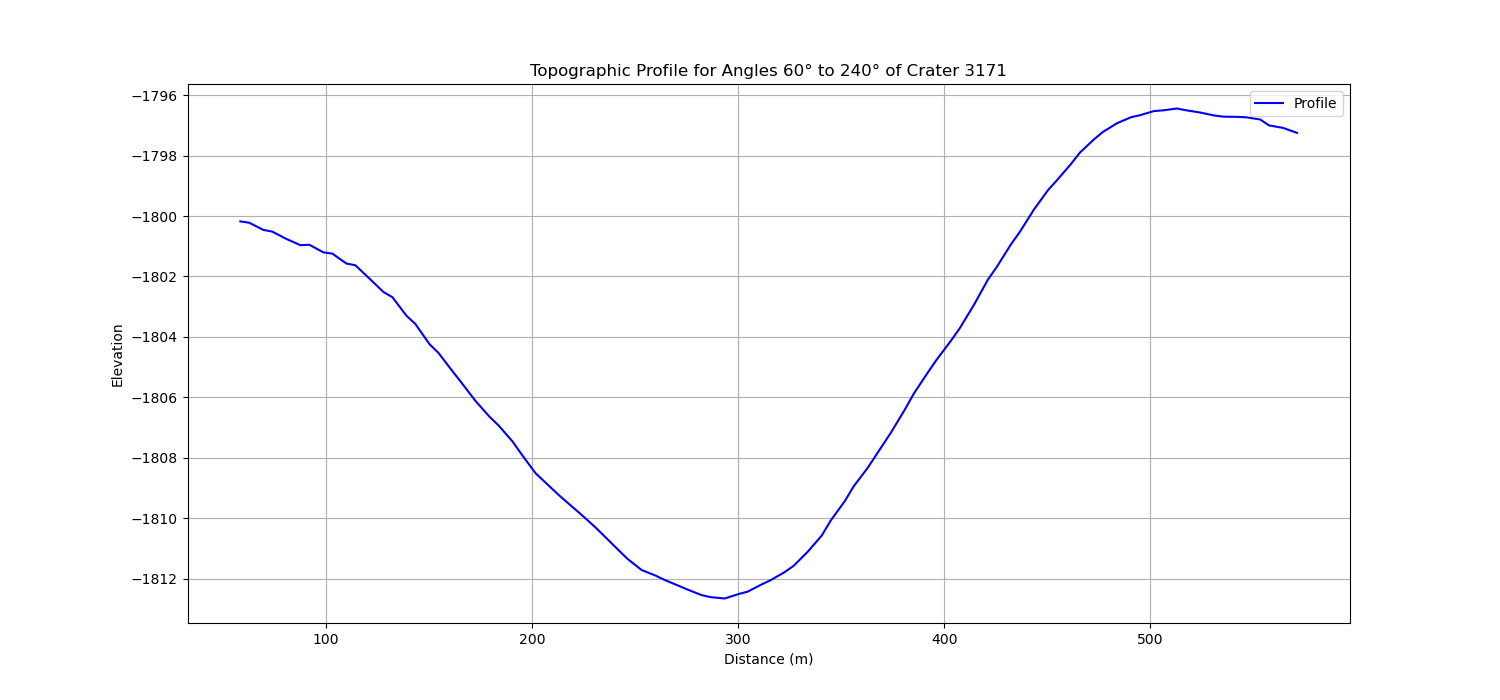 Topographic Profile for Angles 60° to 240° of Crater 3171
Profile
−1796
−1798
−1800
−1802
−1804
−1806
−1808
−1810
−1812
Elevation
100 200 300 400 500
Distance (m)